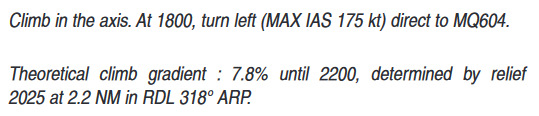 Climb in the axis. At 1800, turn left (MAX IAS 175 kt) direct to MQ604.
Theoretical climb gradient : 7.8% until 2200, determined by relief
2025 at 2.2 NM in RDL 318° ARP.